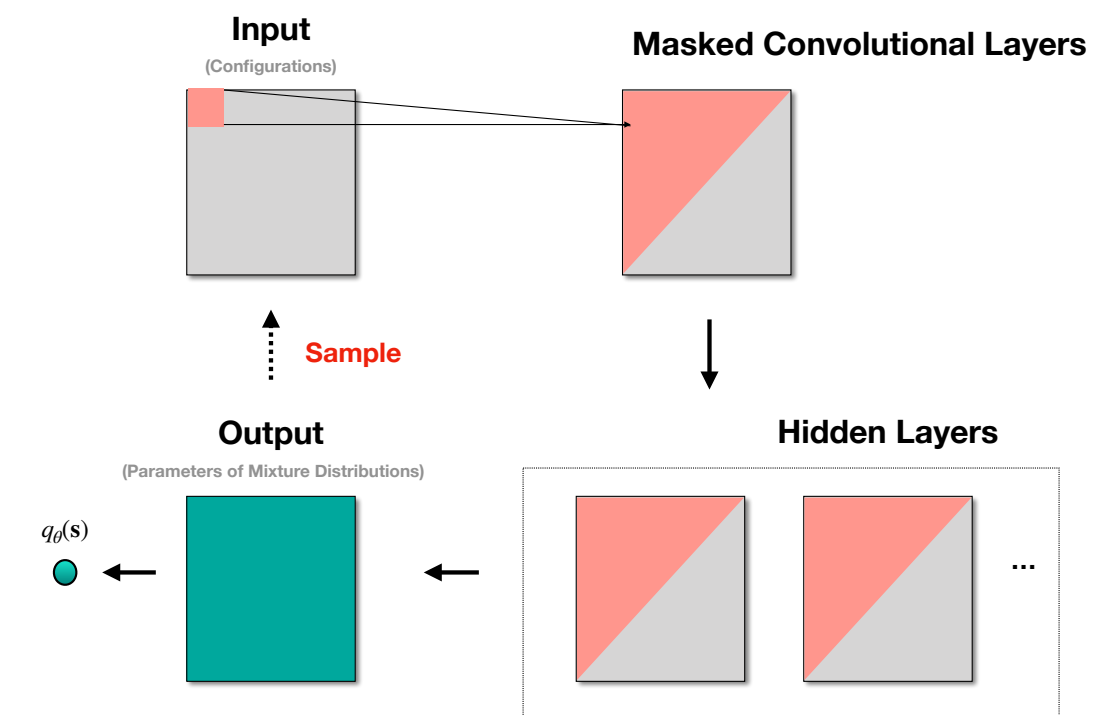 Input
(Configurations)
Masked Convolutional Layers
Sample
Output
(Parameters of Mixture Distributions)
Hidden Layers
qθ(s)
...